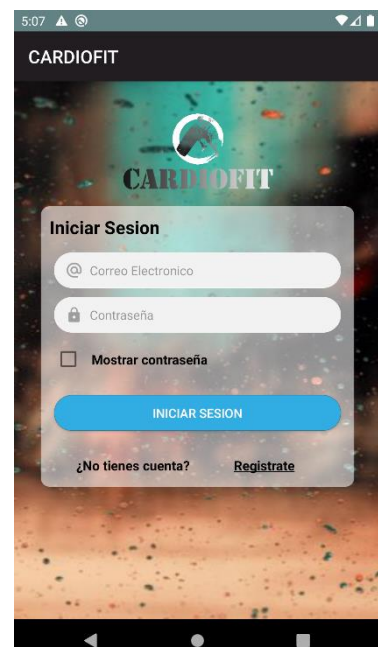 5:07
CARDIOFIT
CARDIOFIT
Iniciar Sesion
@ Correo Electronico
Contraseña
Mostrar contraseña
INICIAR SESION
¿No tienes cuenta? Registrate